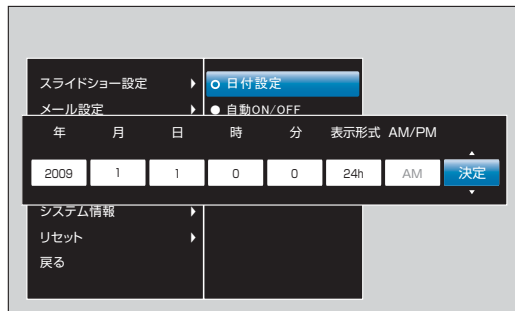 スライドショー設定
日付設定
メール設定
自動ON/OFF
年 月 日 時 分 表示形式 AM/PM
2009 1 1 0 0 24h AM 決定
システム情報
リセット
戻る